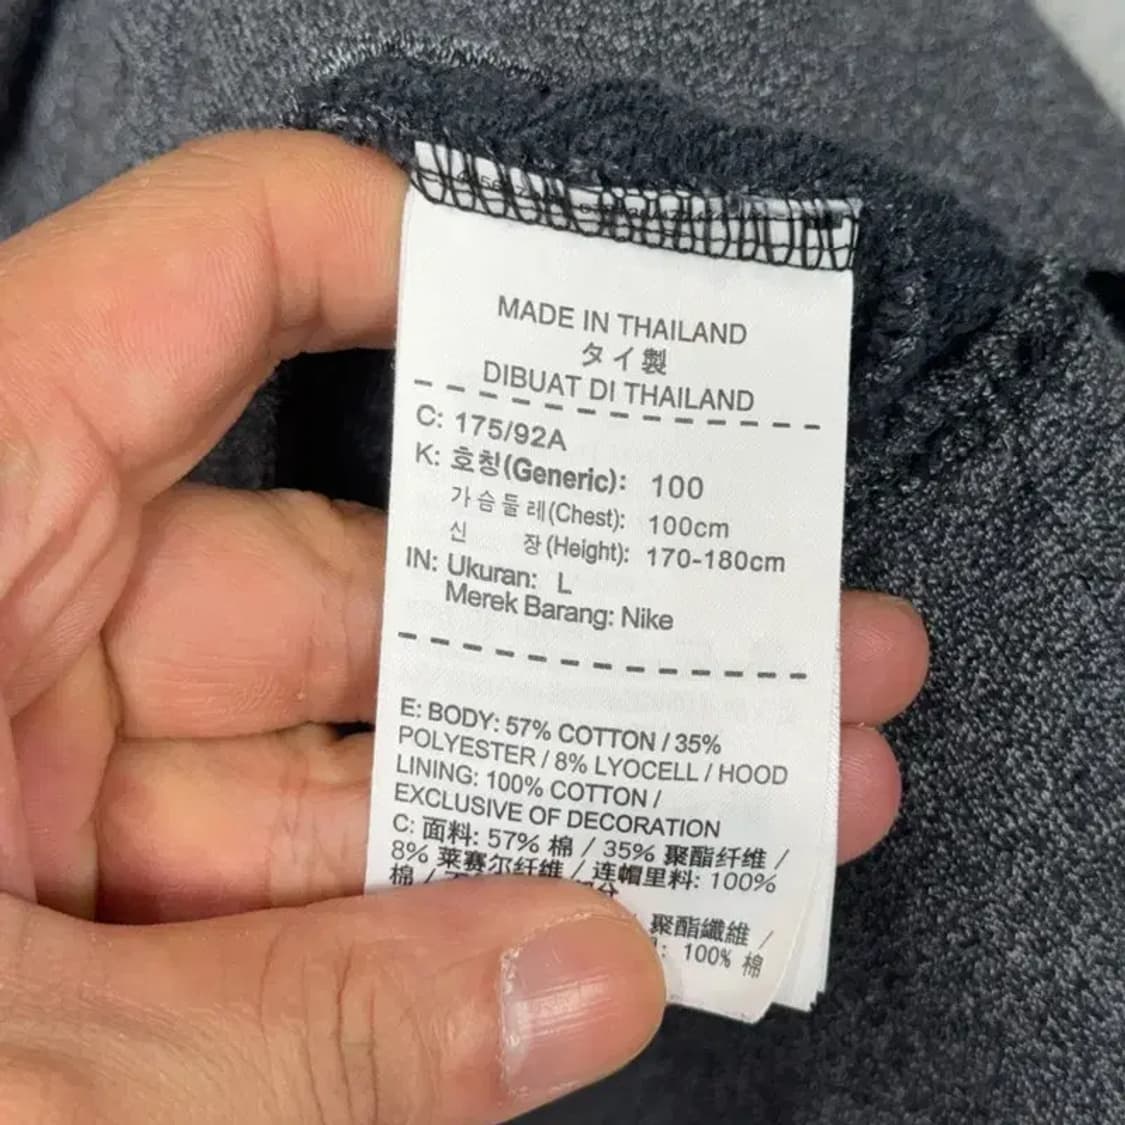 MADE IN THAILAND
タイ製
DIBUAT DI THAILAND
C: 175/92A
K: 호칭(Generic): 100
가슴둘레(Chest): 100cm
신 장(Height): 170-180cm
IN: Ukuran: L
Merek Barang: Nike
E: BODY: 57% COTTON / 35%
POLYESTER / 8% LYOCELL / HOOD
LINING: 100% COTTON /
EXCLUSIVE OF DECORATION
C: 面料: 57% 棉 / 35% 聚酯纤维 /
8% 莱赛尔纤维 / 连帽里料: 100%
棉 /
聚酯纖維 /
: 100% 棉